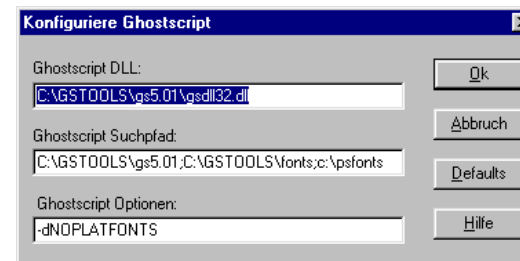 Konfiguriere Ghostscript
Ghostscript DLL:
C:\GSTOOLS\gs5.01\gsdll32.dll
Ok
Ghostscript Suchpfad:
Abbruch
C:\GSTOOLS\gs5.01;C:\GSTOOLS\fonts;c:\psfonts
Defaults
Ghostscript Optionen:
-dNOPLATFONTS
Hilfe